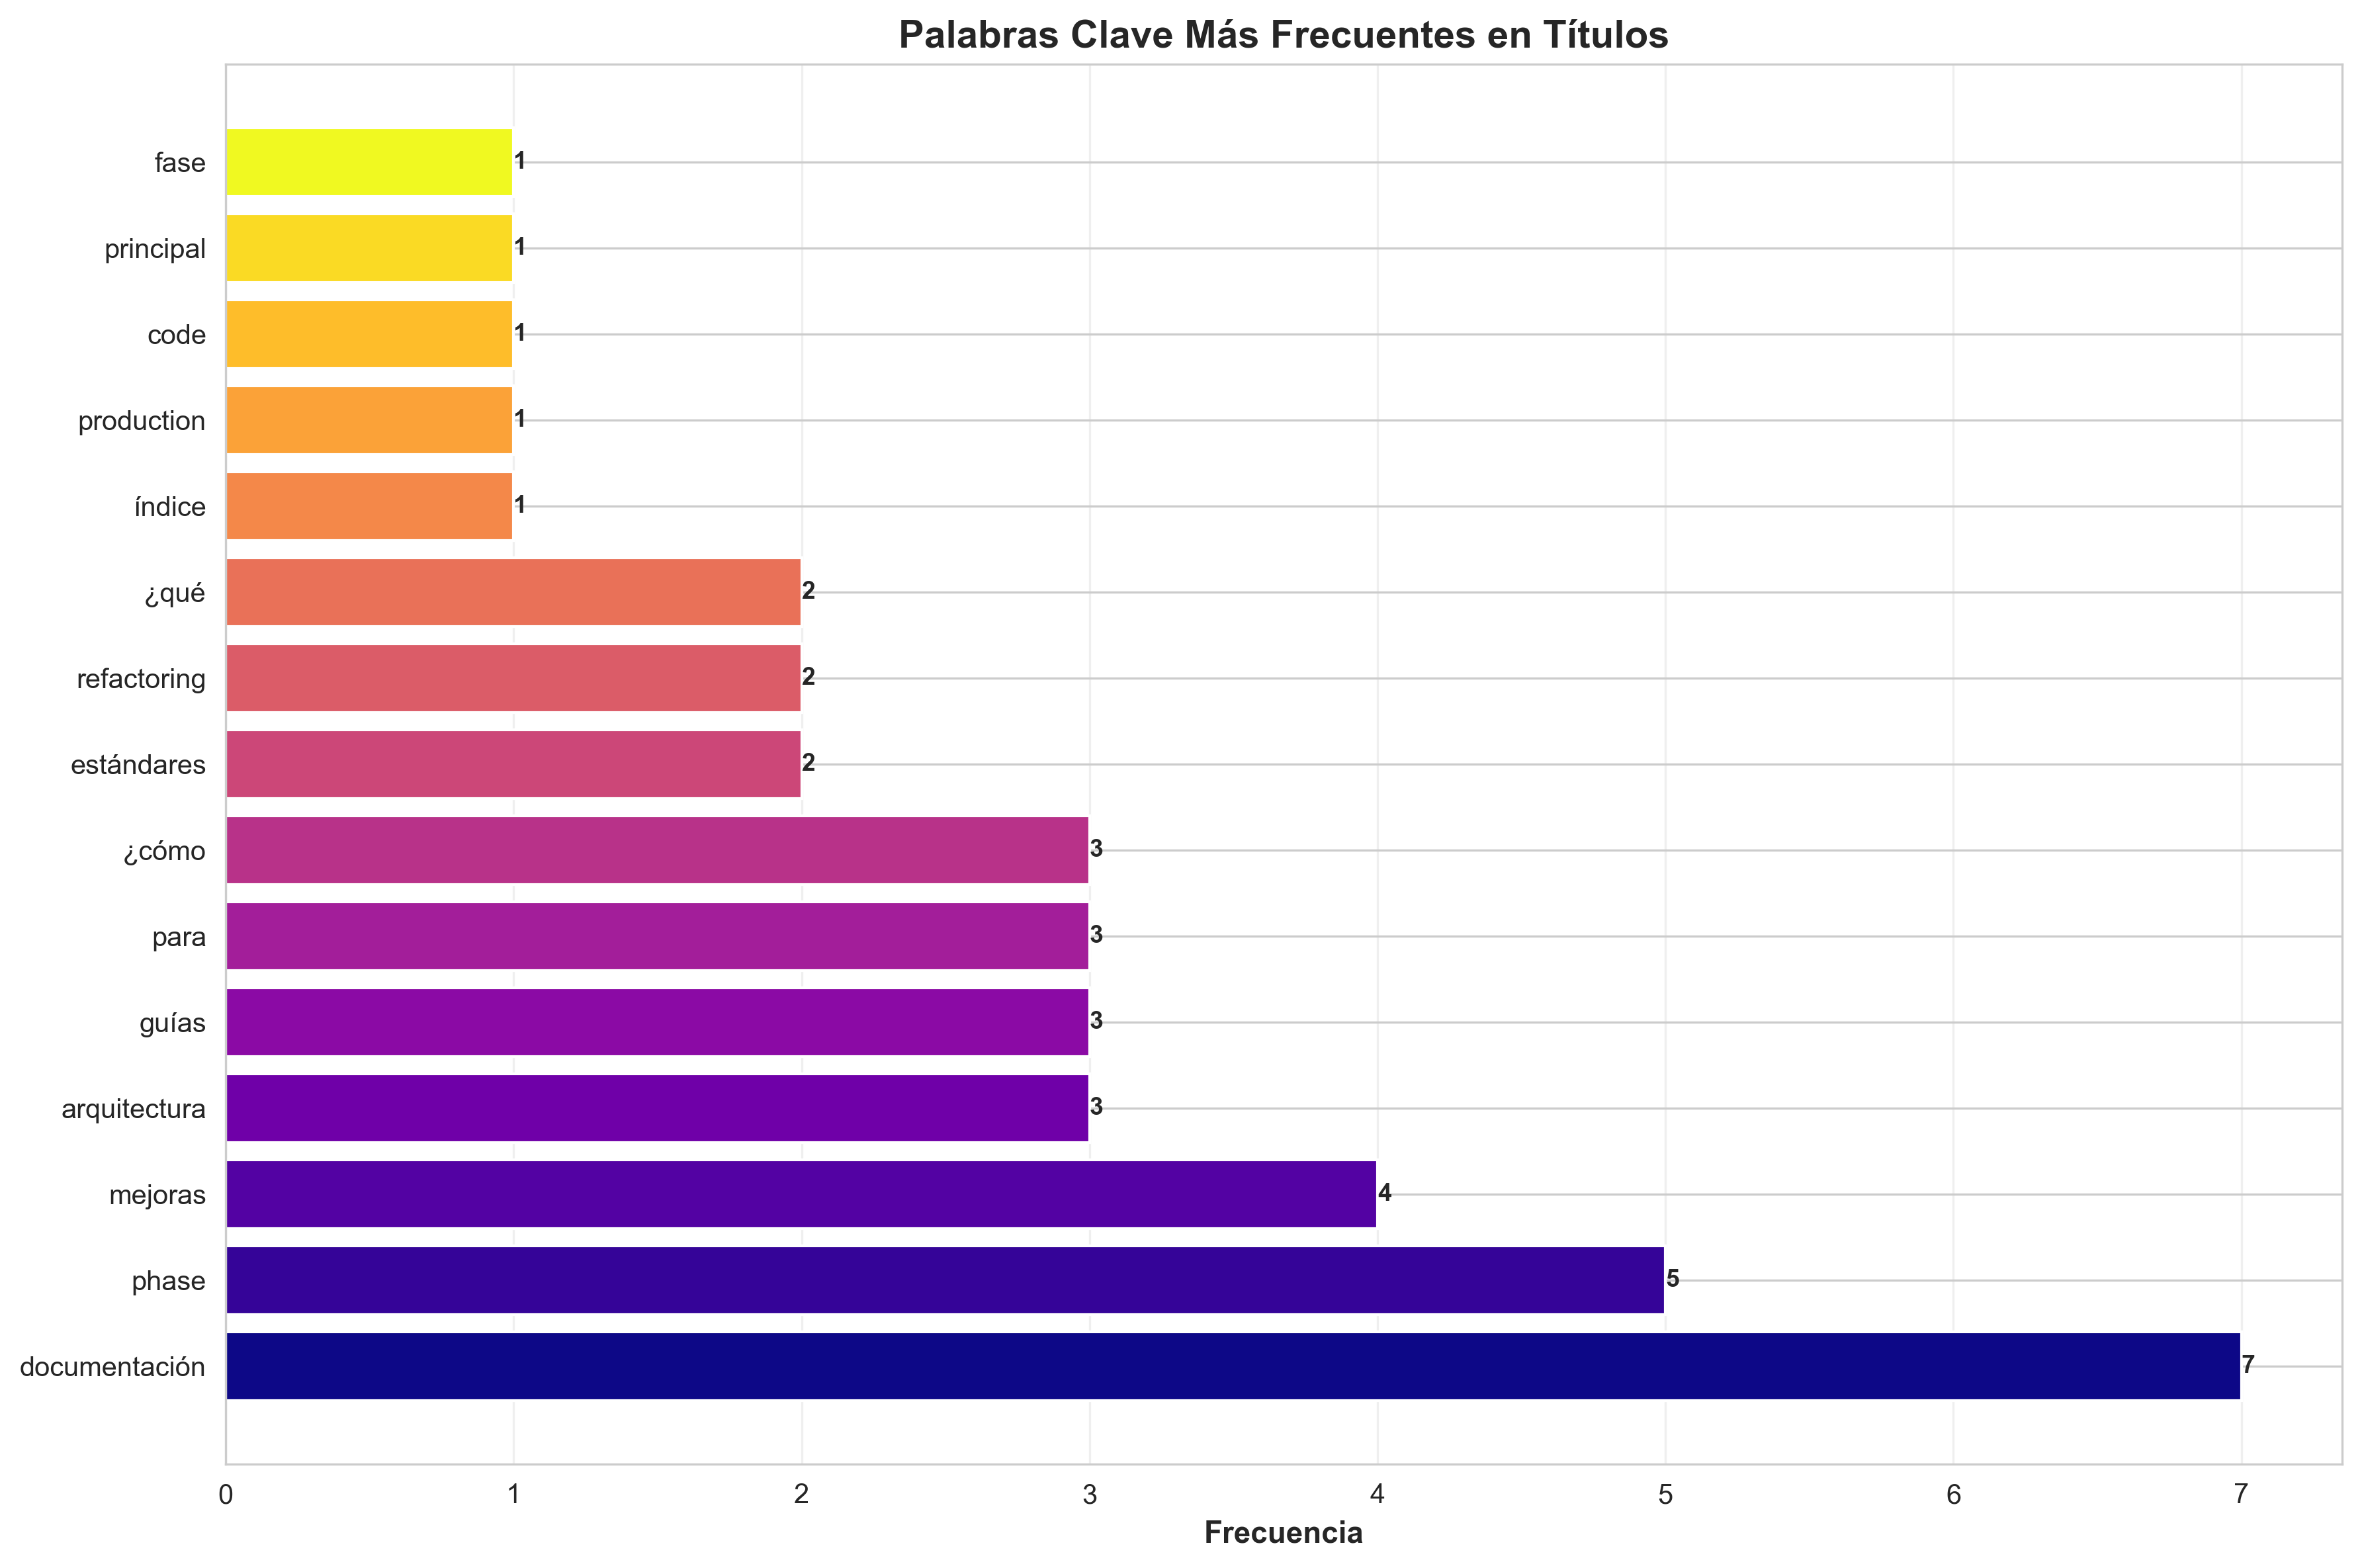 Palabras Clave Más Frecuentes en Títulos
fase 1
principal 1
code 1
production 1
índice 1
¿qué 2
refactoring 2
estándares 2
¿cómo 3
para 3
guías 3
arquitectura 3
mejoras 4
phase 5
documentación 7
0 1 2 3 4 5 6 7
Frecuencia